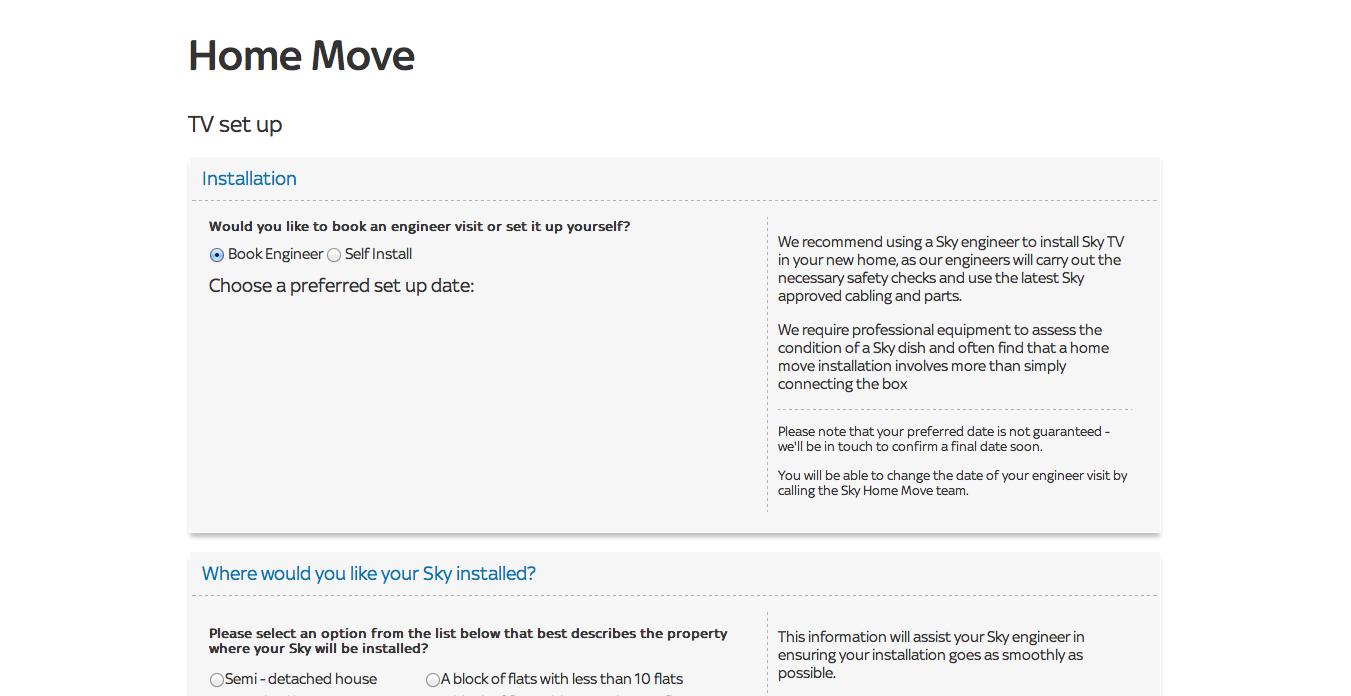 Home Move
TV set up
Installation
Would you like to book an engineer visit or set it up yourself?
Book Engineer Self Install
Choose a preferred set up date:
We recommend using a Sky engineer to install Sky TV
in your new home, as our engineers will carry out the
necessary safety checks and use the latest Sky
approved cabling and parts.
We require professional equipment to assess the
condition of a Sky dish and often find that a home
move installation involves more than simply
connecting the box
Please note that your preferred date is not guaranteed -
we'll be in touch to confirm a final date soon.
You will be able to change the date of your engineer visit by
calling the Sky Home Move team.
Where would you like your Sky installed?
Please select an option from the list below that best describes the property
where your Sky will be installed?
Semi - detached house
A block of flats with less than 10 flats
This information will assist your Sky engineer in
ensuring your installation goes as smoothly as
possible.